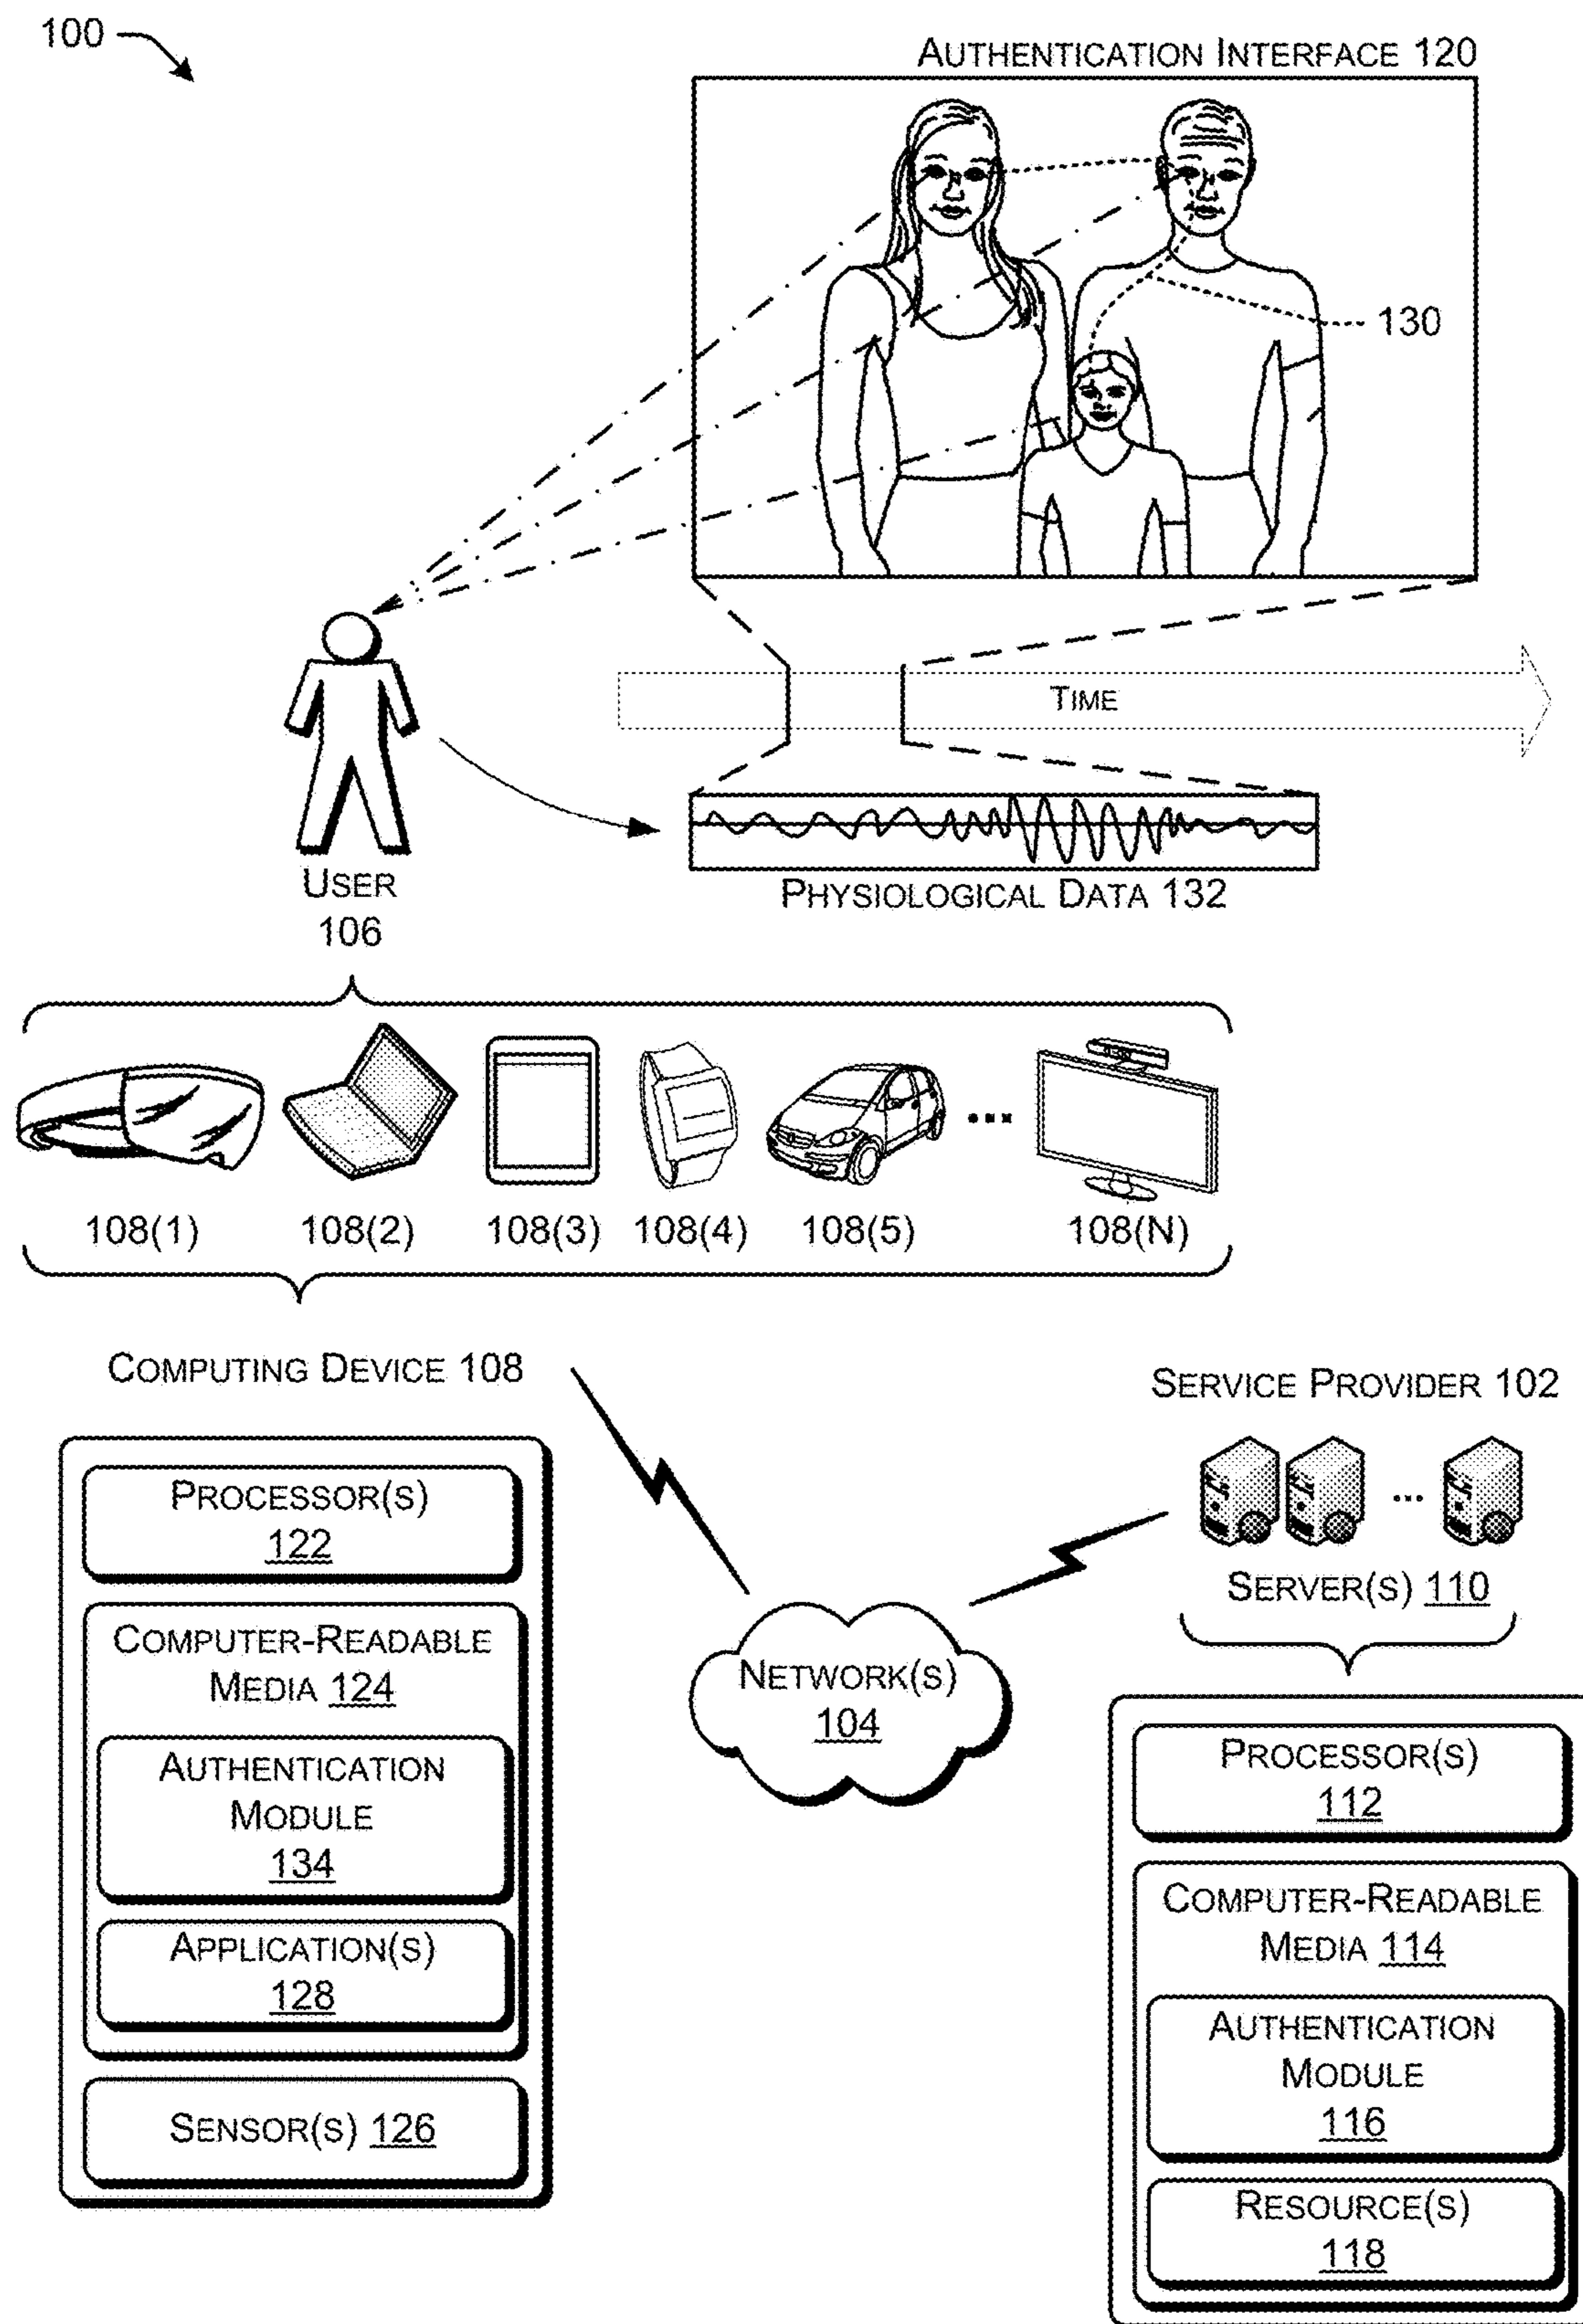 100
AUTHENTICATION INTERFACE 120
130
TIME
PHYSIOLOGICAL DATA 132
USER
106
108(1) 108(2) 108(3) 108(4) 108(5) 108(N)
COMPUTING DEVICE 108
PROCESSOR(S)
122
COMPUTER-READABLE
MEDIA 124
AUTHENTICATION
MODULE
134
APPLICATION(S)
128
SENSOR(S) 126
NETWORK(S)
104
SERVICE PROVIDER 102
SERVER(S) 110
PROCESSOR(S)
112
COMPUTER-READABLE
MEDIA 114
AUTHENTICATION
MODULE
116
RESOURCE(S)
118